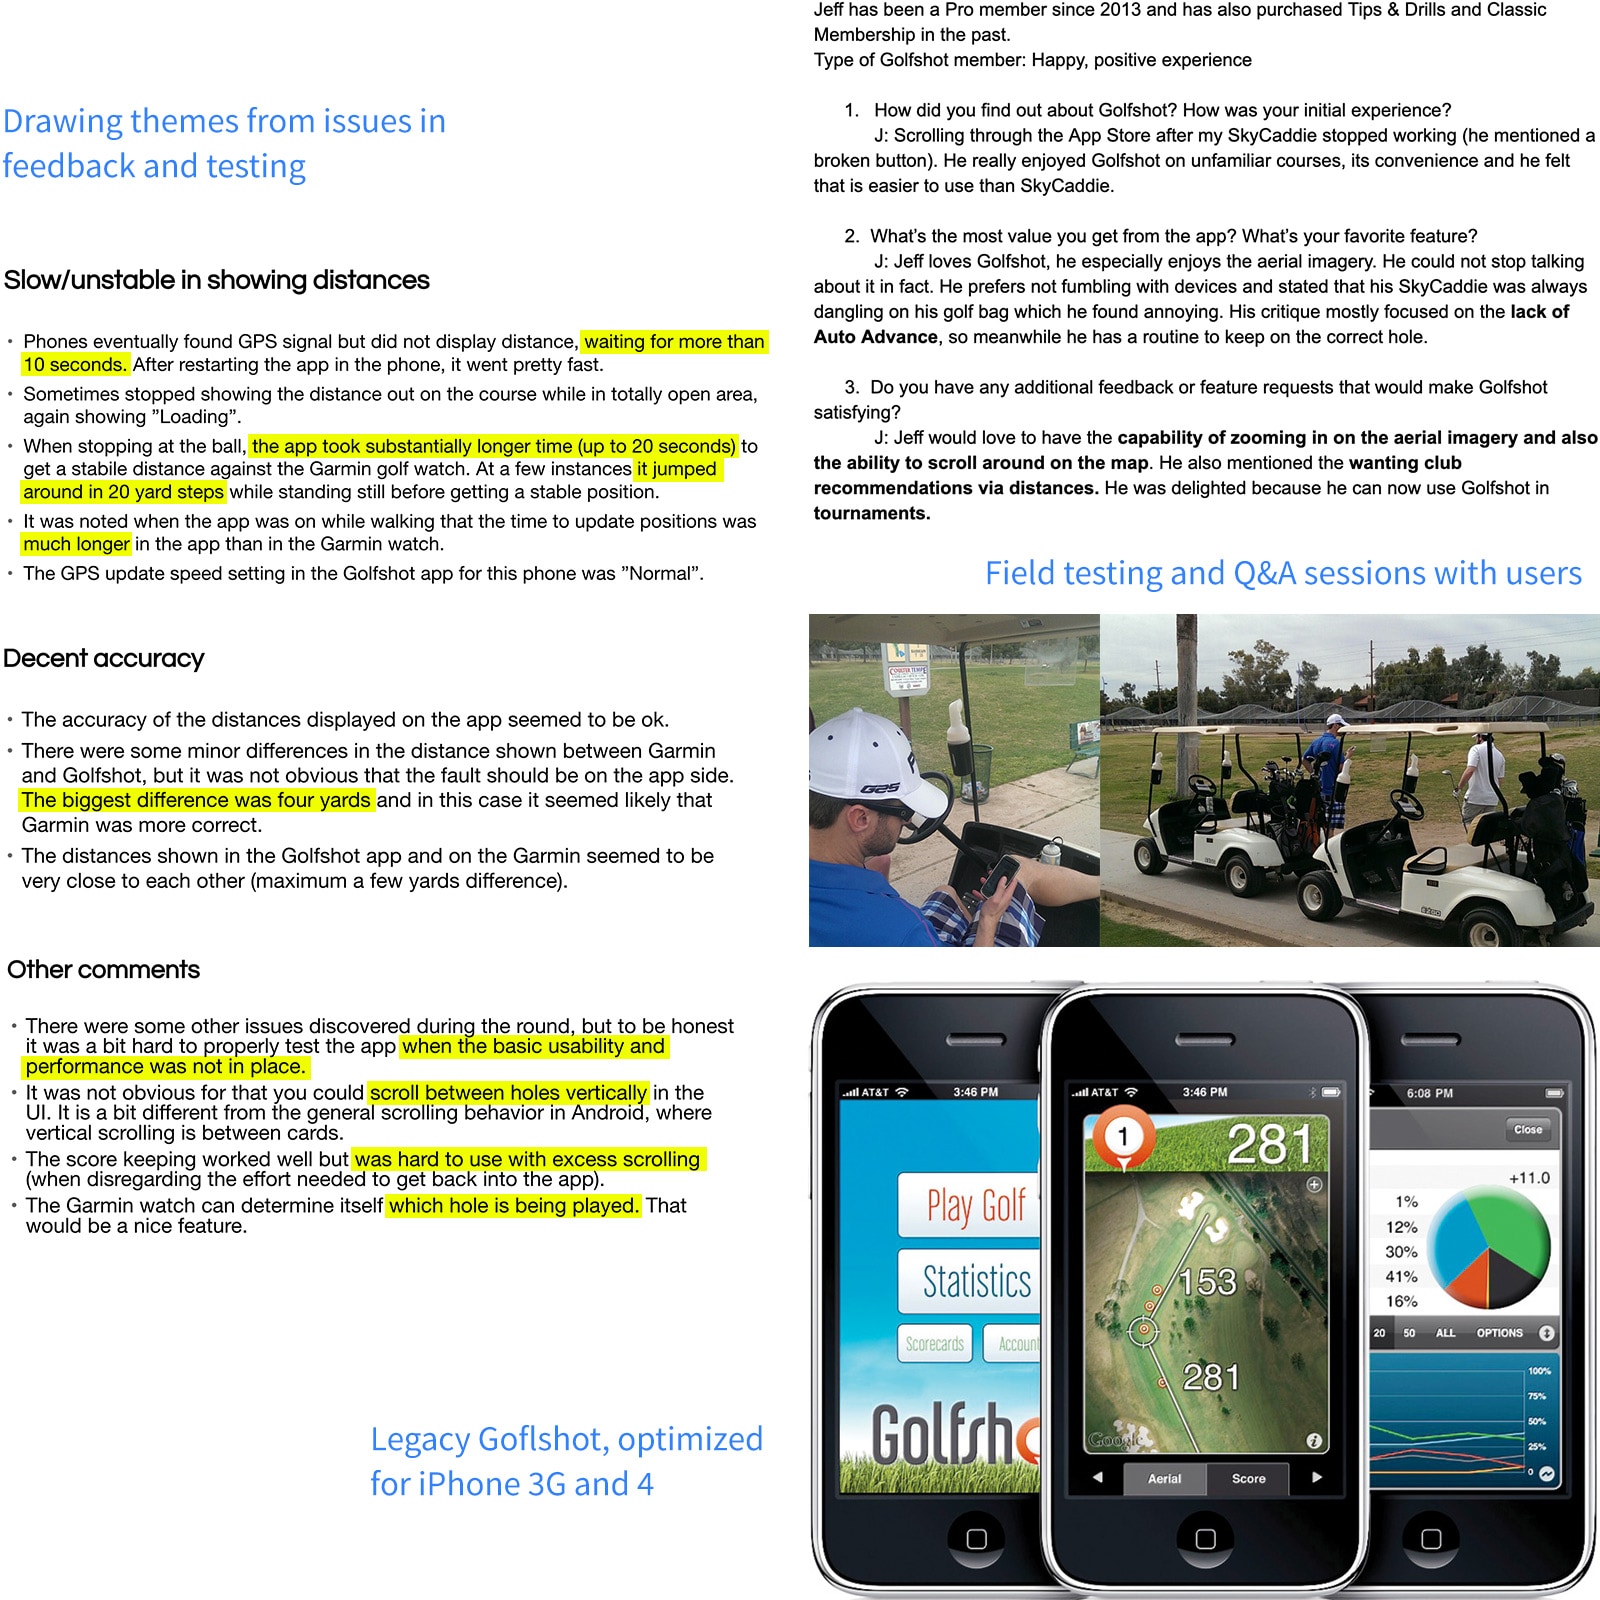 Drawing themes from issues in
feedback and testing
Slow/unstable in showing distances
• Phones eventually found GPS signal but did not display distance, waiting for more than
10 seconds. After restarting the app in the phone, it went pretty fast.
• Sometimes stopped showing the distance out on the course while in totally open area,
again showing ”Loading”.
• When stopping at the ball, the app took substantially longer time (up to 20 seconds) to
get a stabile distance against the Garmin golf watch. At a few instances it jumped
around in 20 yard steps while standing still before getting a stable position.
• It was noted when the app was on while walking that the time to update positions was
much longer in the app than in the Garmin watch.
• The GPS update speed setting in the Golfshot app for this phone was ”Normal”.
Decent accuracy
• The accuracy of the distances displayed on the app seemed to be ok.
• There were some minor differences in the distance shown between Garmin
and Golfshot, but it was not obvious that the fault should be on the app side.
The biggest difference was four yards and in this case it seemed likely that
Garmin was more correct.
• The distances shown in the Golfshot app and on the Garmin seemed to be
very close to each other (maximum a few yards difference).
Other comments
• There were some other issues discovered during the round, but to be honest
it was a bit hard to properly test the app when the basic usability and
performance was not in place.
• It was not obvious for that you could scroll between holes vertically in the
UI. It is a bit different from the general scrolling behavior in Android, where
vertical scrolling is between cards.
• The score keeping worked well but was hard to use with excess scrolling
(when disregarding the effort needed to get back into the app).
• The Garmin watch can determine itself which hole is being played. That
would be a nice feature.
Legacy Goflshot, optimized
for iPhone 3G and 4
Jeff has been a Pro member since 2013 and has also purchased Tips & Drills and Classic
Membership in the past.
Type of Golfshot member: Happy, positive experience
1. How did you find out about Golfshot? How was your initial experience?
J: Scrolling through the App Store after my SkyCaddie stopped working (he mentioned a
broken button). He really enjoyed Golfshot on unfamiliar courses, its convenience and he felt
that is easier to use than SkyCaddie.
2. What’s the most value you get from the app? What’s your favorite feature?
J: Jeff loves Golfshot, he especially enjoys the aerial imagery. He could not stop talking
about it in fact. He prefers not fumbling with devices and stated that his SkyCaddie was always
dangling on his golf bag which he found annoying. His critique mostly focused on the lack of
Auto Advance, so meanwhile he has a routine to keep on the correct hole.
3. Do you have any additional feedback or feature requests that would make Golfshot
satisfying?
J: Jeff would love to have the capability of zooming in on the aerial imagery and also
the ability to scroll around on the map. He also mentioned the wanting club
recommendations via distances. He was delighted because he can now use Golfshot in
tournaments.
Field testing and Q&A sessions with users
G25
AT&T 3:46 PM
Play Golf
Statistics
Scorecards Accoun
Golfsho
AT&T 3:46 PM
1 281
153
281
Google
Aerial Score
6:08 PM
Close
+11.0
1%
12%
30%
41%
16%
20 50 ALL OPTIONS
100%
75%
50%
25%
0